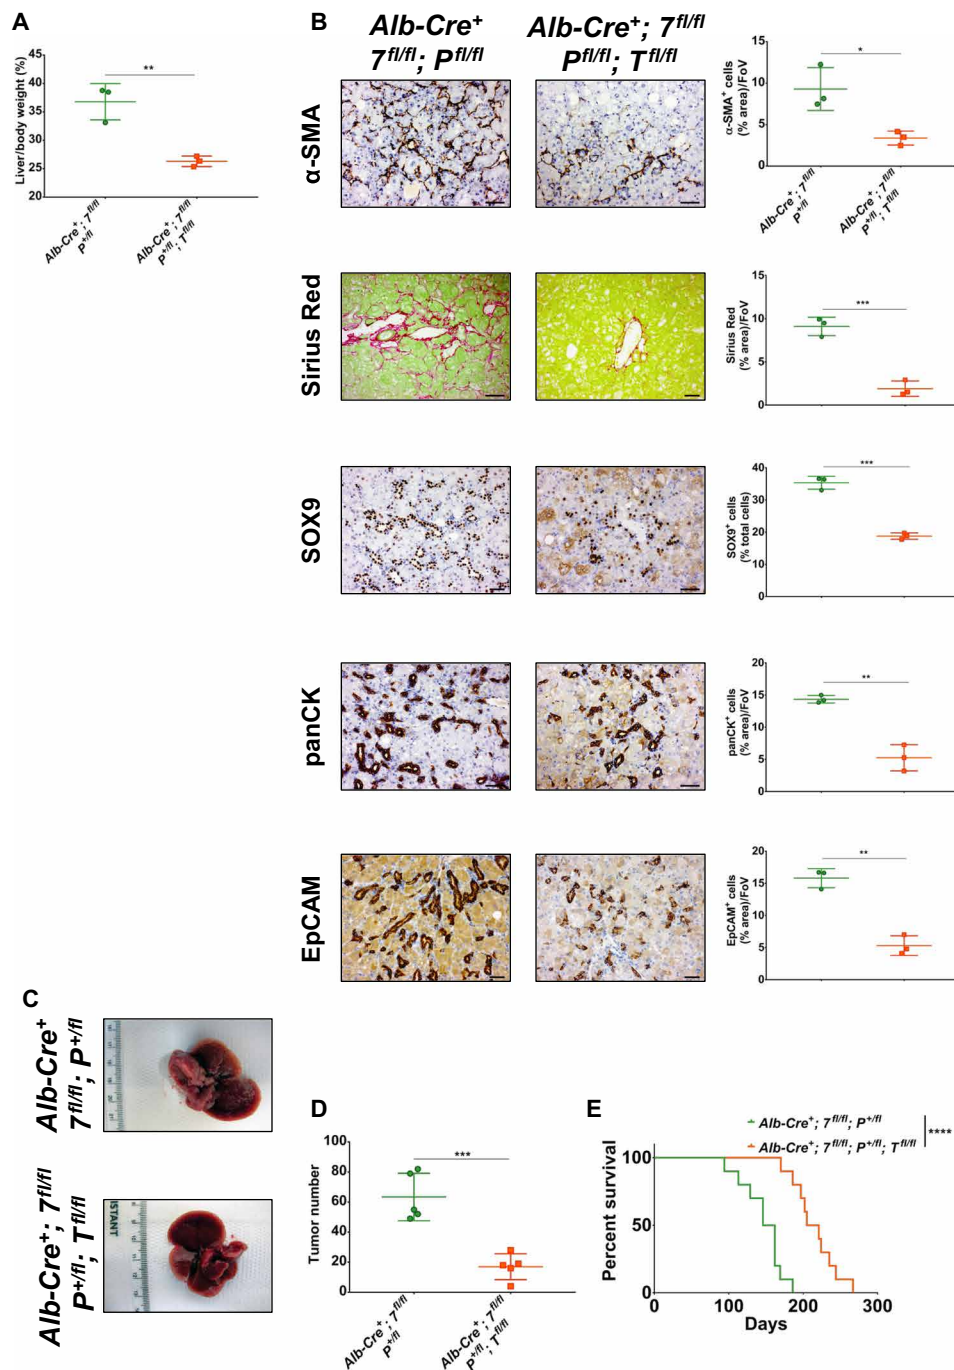 A
Liver/body weight (%)
45
40
35
30
25
20
**
Alb-Cre+; 7fl/fl
P+/fl
Alb-Cre+; 7fl/fl
P+/fl; Tfl/fl
B
Alb-Cre+
7fl/fl; Pfl/fl
Alb-Cre+; 7fl/fl
Pfl/fl; Tfl/fl
α-SMA
α-SMA+ cells
(% area)/FoV
15
10
5
0
*
Alb-Cre+; 7fl/fl
P+/fl
Alb-Cre+; 7fl/fl
P+/fl; Tfl/fl
Sirius Red
Sirius Red
(% area)/FoV
15
10
5
0
***
SOX9
SOX9+ cells
(% total cells)
40
30
20
10
0
***
panCK
panCK+ cells
(% area)/FoV
20
15
10
5
0
**
EpCAM
EpCAM+ cells
(% area)/FoV
20
15
10
5
0
**
C
Alb-Cre+
7fl/fl; P+/fl
Alb-Cre+; 7fl/fl
P+/fl; Tfl/fl
ISTANT
D
Tumor number
100
80
60
40
20
0
***
Alb-Cre+; 7fl/fl
P+/fl
Alb-Cre+; 7fl/fl
P+/fl; Tfl/fl
E
Alb-Cre+; 7fl/fl; P+/fl
Alb-Cre+; 7fl/fl; P+/fl; Tfl/fl
****
Percent survival
100
50
0
0 100 200 300
Days